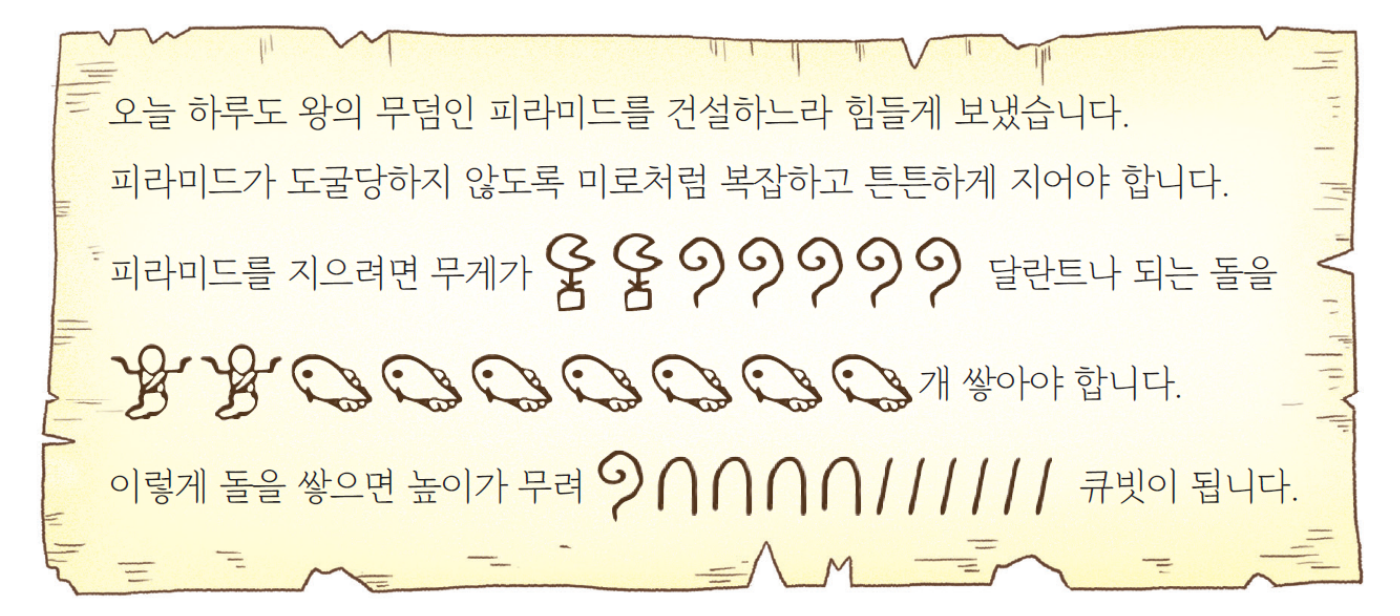 오늘 하루도 왕의 무덤인 피라미드를 건설하느라 힘들게 보냈습니다.
피라미드가 도굴당하지 않도록 미로처럼 복잡하고 튼튼하게 지어야 합니다.
피라미드를 지으려면 무게가 𓆼𓆼𓍢𓍢𓍢𓍢𓍢 달란트나 되는 돌을
𓁨𓁨𓆐𓆐𓆐𓆐𓆐𓆐𓆐 개 쌓아야 합니다.
이렇게 돌을 쌓으면 높이가 무려 𓍢∩∩∩∩/////// 큐빗이 됩니다.